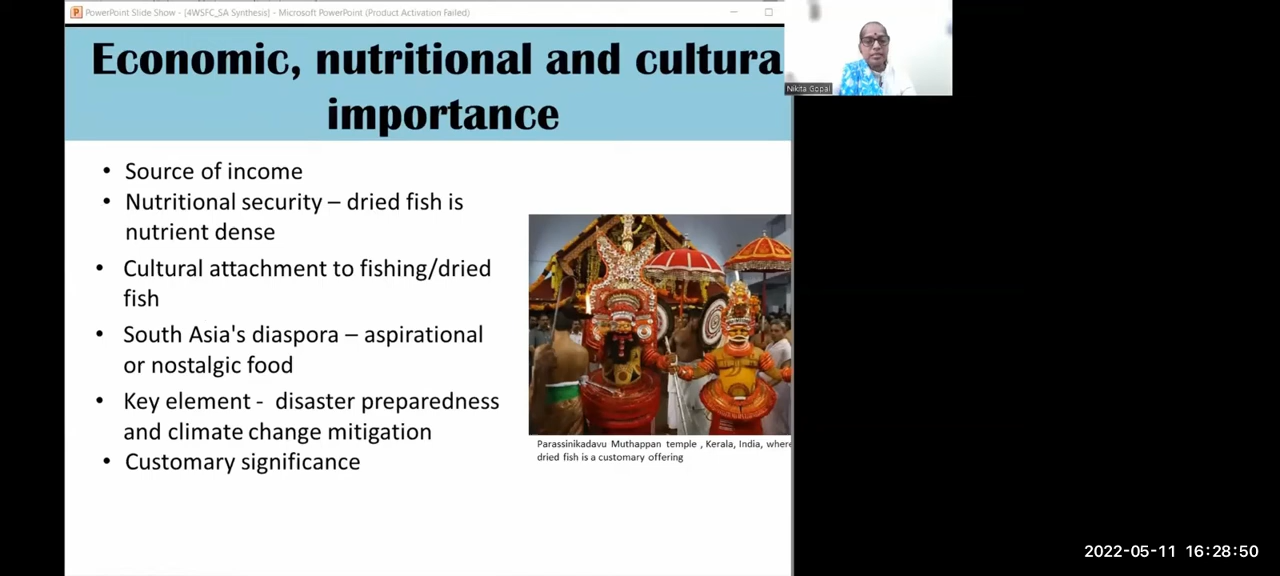 PowerPoint Slide Show - [4WSFC_SA Synthesis] - Microsoft PowerPoint (Product Activation Failed)
Economic, nutritional and cultura
importance
Nikita Gopal
• Source of income
• Nutritional security – dried fish is
nutrient dense
• Cultural attachment to fishing/dried
fish
• South Asia's diaspora – aspirational
or nostalgic food
• Key element - disaster preparedness
and climate change mitigation
• Customary significance
Parassinikadavu Muthappan temple , Kerala, India, where
dried fish is a customary offering
2022-05-11 16:28:50